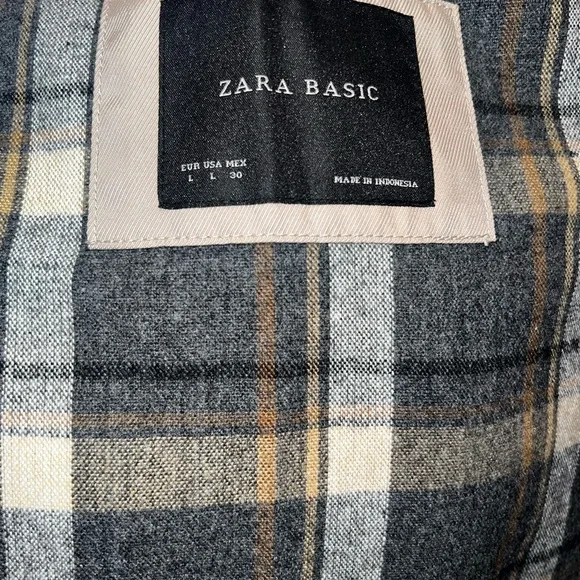 ZARA BASIC
EUR USA MEX
L L 30
MADE IN INDONESIA